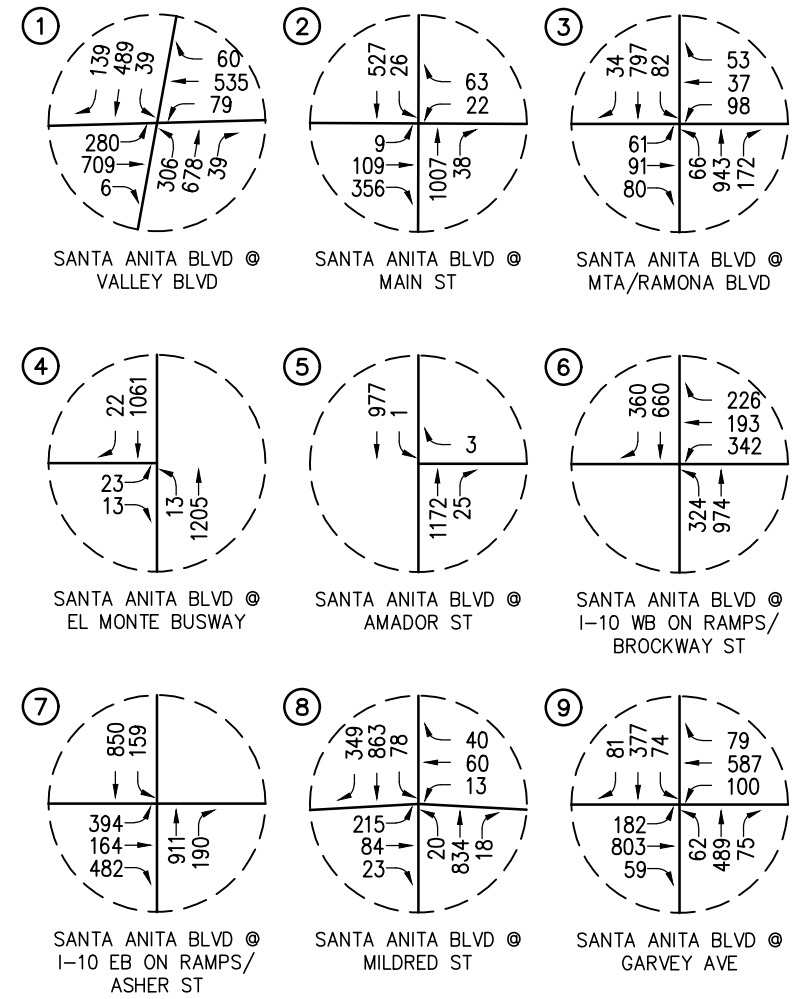 1
139 489 39
60
535
79
280
709
6
306 678 39
SANTA ANITA BLVD @
VALLEY BLVD
2
527 26
63
22
9
109
356
1007 38
SANTA ANITA BLVD @
MAIN ST
3
34 797 82
53
37
98
61
91
80
66 943 172
SANTA ANITA BLVD @
MTA/RAMONA BLVD
4
22 1061
23
13
13 1205
SANTA ANITA BLVD @
EL MONTE BUSWAY
5
977 1
3
1172 25
SANTA ANITA BLVD @
AMADOR ST
6
360 660
226
193
342
324 974
SANTA ANITA BLVD @
I-10 WB ON RAMPS/
BROCKWAY ST
7
850 159
394
164
482
911 190
SANTA ANITA BLVD @
I-10 EB ON RAMPS/
ASHER ST
8
349 863 78
40
60
13
215
84
23
20 834 18
SANTA ANITA BLVD @
MILDRED ST
9
81 377 74
79
587
100
182
803
59
62 489 75
SANTA ANITA BLVD @
GARVEY AVE